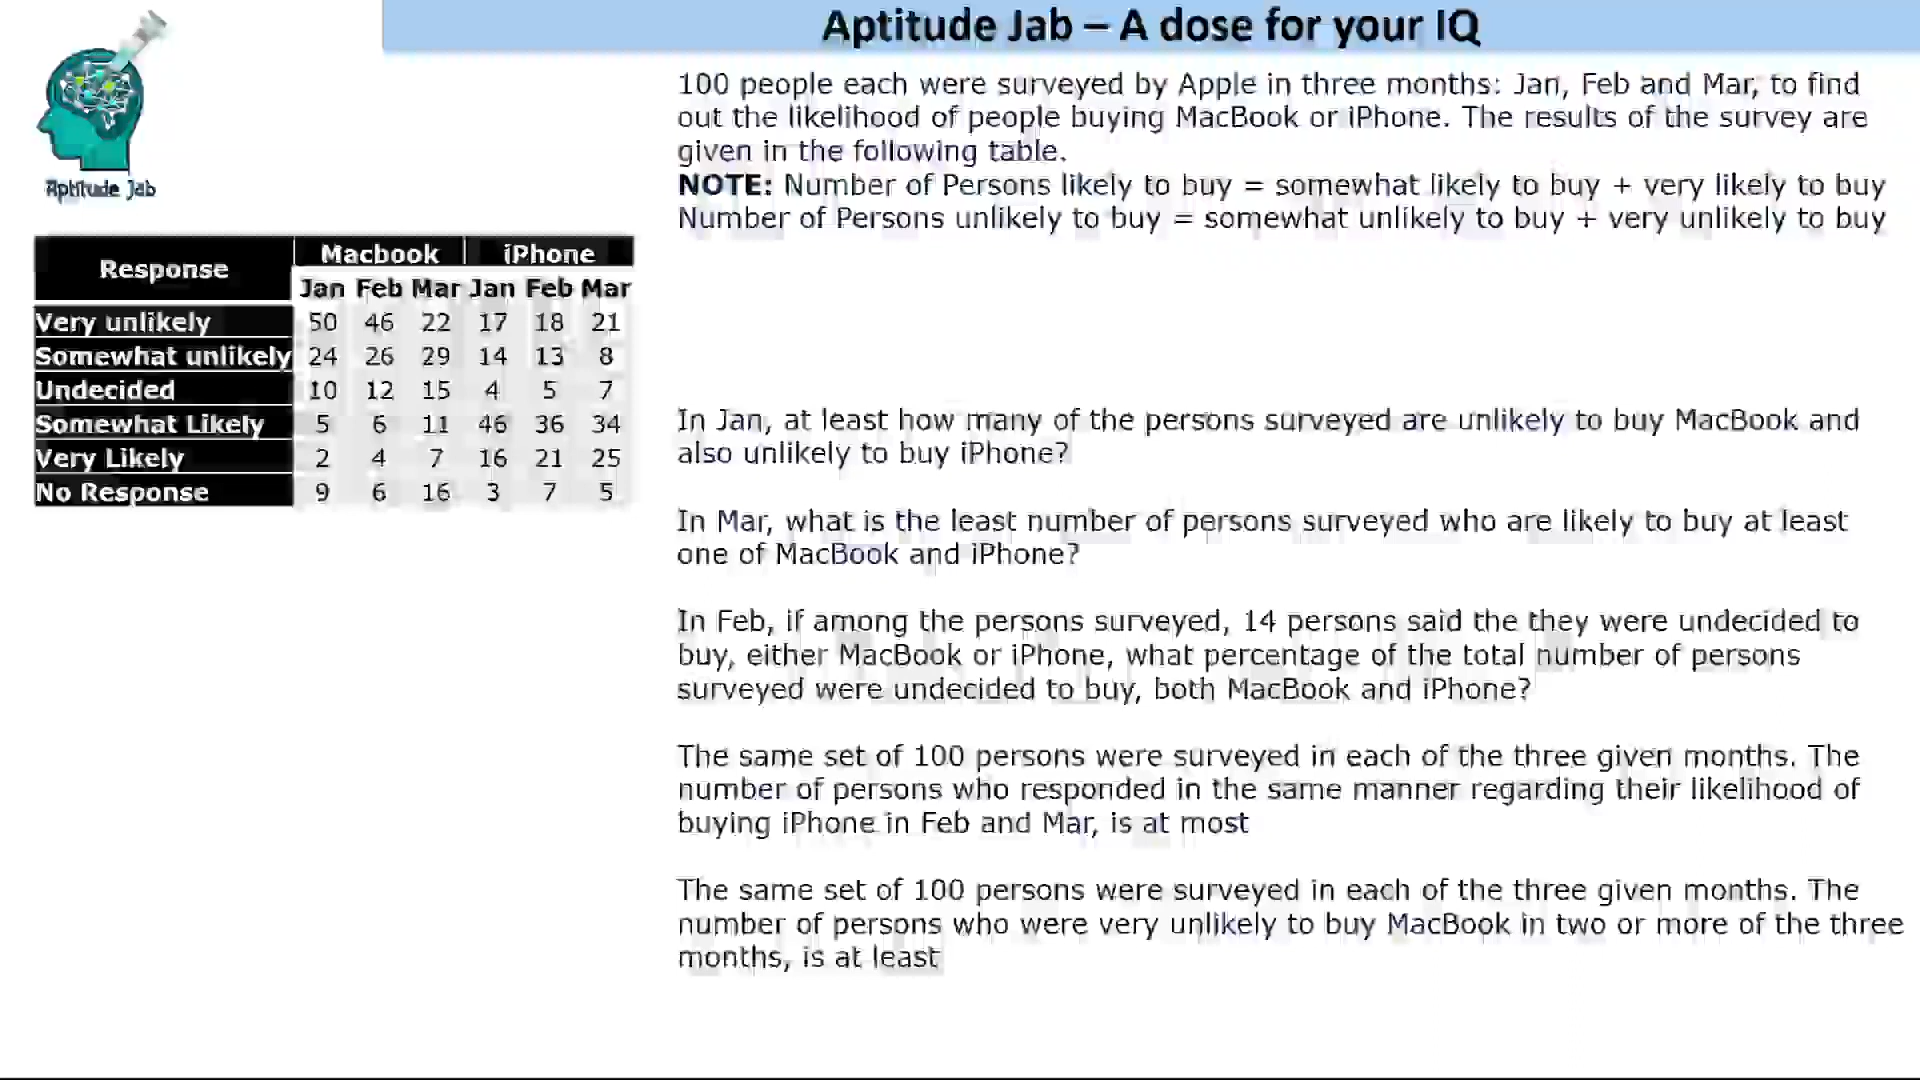 Aptitude Jab – A dose for your IQ
Aptitude Jab
100 people each were surveyed by Apple in three months: Jan, Feb and Mar, to find
out the likelihood of people buying MacBook or iPhone. The results of the survey are
given in the following table.
NOTE: Number of Persons likely to buy = somewhat likely to buy + very likely to buy
Number of Persons unlikely to buy = somewhat unlikely to buy + very unlikely to buy
Response Macbook iPhone
Jan Feb Mar Jan Feb Mar
Very unlikely 50 46 22 17 18 21
Somewhat unlikely 24 26 29 14 13 8
Undecided 10 12 15 4 5 7
Somewhat Likely 5 6 11 46 36 34
Very Likely 2 4 7 16 21 25
No Response 9 6 16 3 7 5
In Jan, at least how many of the persons surveyed are unlikely to buy MacBook and
also unlikely to buy iPhone?
In Mar, what is the least number of persons surveyed who are likely to buy at least
one of MacBook and iPhone?
In Feb, if among the persons surveyed, 14 persons said the they were undecided to
buy, either MacBook or iPhone, what percentage of the total number of persons
surveyed were undecided to buy, both MacBook and iPhone?
The same set of 100 persons were surveyed in each of the three given months. The
number of persons who responded in the same manner regarding their likelihood of
buying iPhone in Feb and Mar, is at most
The same set of 100 persons were surveyed in each of the three given months. The
number of persons who were very unlikely to buy MacBook in two or more of the three
months, is at least